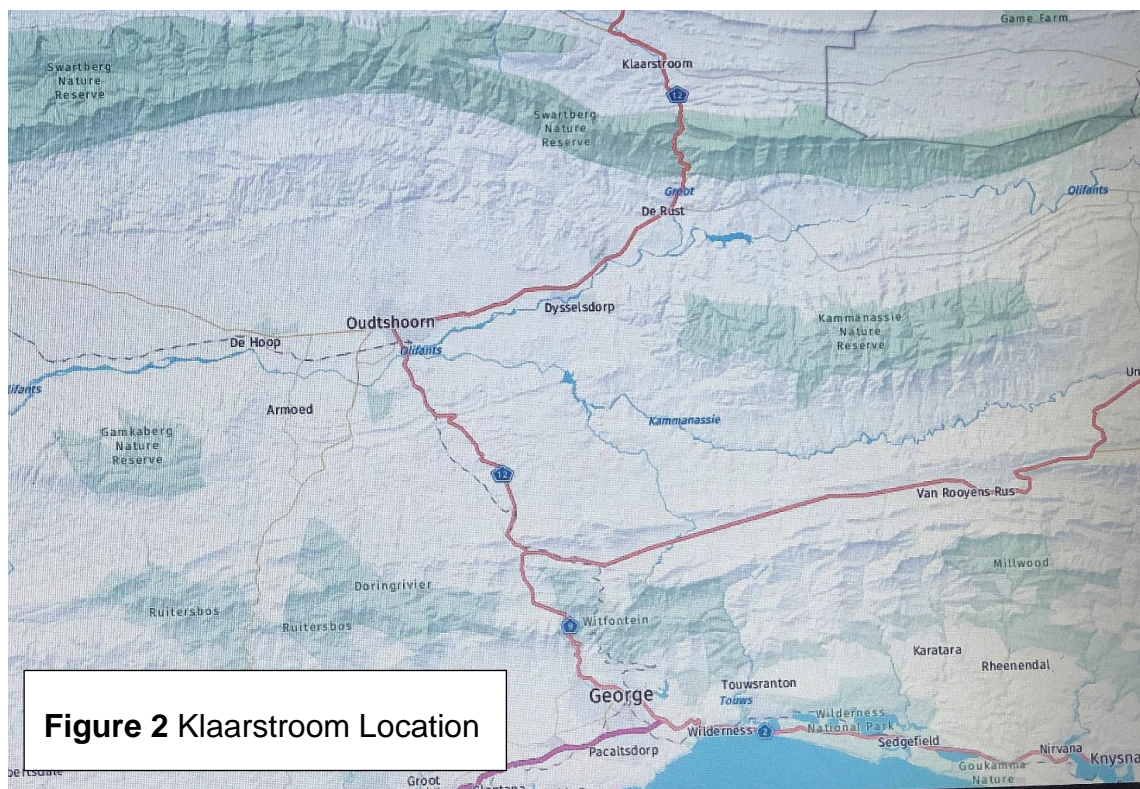 Game Farm
Klaarstroom
Swartberg
Nature
Reserve
12
Swartberg
Nature
Reserve
Groot
Olifants
De Rust
Dysselsdorp
Kammanassie
Nature
Reserve
Oudtshoorn
De Hoop
Olifants
lifants
Un
Armoed
Kammanassie
Gamkaberg
Nature
Reserve
12
Van Rooyens Rus
Millwood
Doringrivier
Ruitersbos
Ruitersbos
9
Witfontein
Karatara
Rheenendal
Touwsranton
Touws
George
Wilderness
National Park
Wilderness
2
Sedgefield
Nirvana
Knysna
Pacaltsdorp
Goukamma
Nature
Groot
Figure 2 Klaarstroom Location